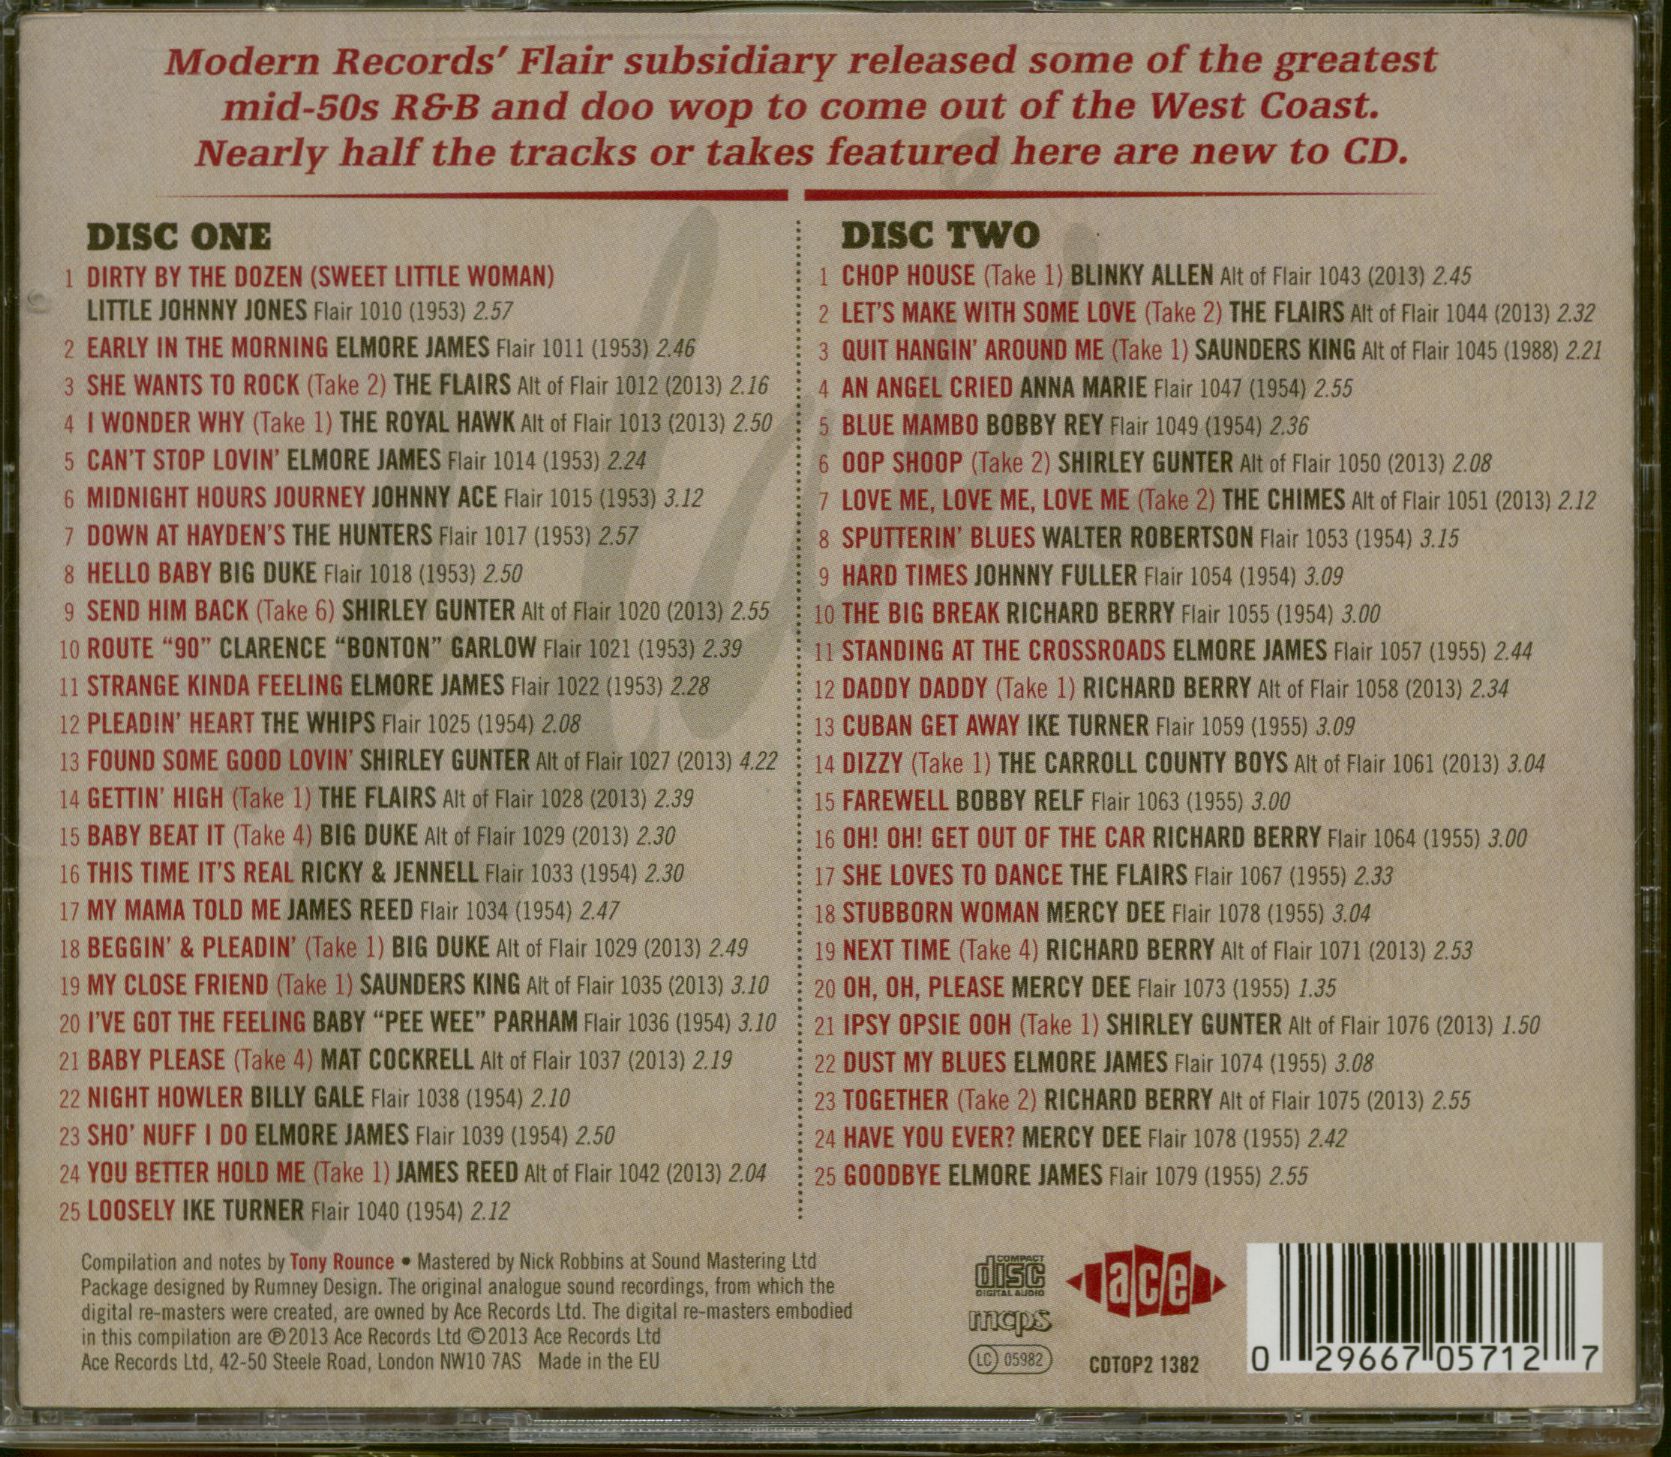 Modern Records' Flair subsidiary released some of the greatest
mid-50s R&B and doo wop to come out of the West Coast.
Nearly half the tracks or takes featured here are new to CD.
DISC ONE
1 DIRTY BY THE DOZEN (SWEET LITTLE WOMAN)
LITTLE JOHNNY JONES Flair 1010 (1953) 2.57
2 EARLY IN THE MORNING ELMORE JAMES Flair 1011 (1953) 2.46
3 SHE WANTS TO ROCK (Take 2) THE FLAIRS Alt of Flair 1012 (2013) 2.16
4 I WONDER WHY (Take 1) THE ROYAL HAWK Alt of Flair 1013 (2013) 2.50
5 CAN'T STOP LOVIN' ELMORE JAMES Flair 1014 (1953) 2.24
6 MIDNIGHT HOURS JOURNEY JOHNNY ACE Flair 1015 (1953) 3.12
7 DOWN AT HAYDEN'S THE HUNTERS Flair 1017 (1953) 2.57
8 HELLO BABY BIG DUKE Flair 1018 (1953) 2.50
9 SEND HIM BACK (Take 6) SHIRLEY GUNTER Alt of Flair 1020 (2013) 2.55
10 ROUTE "90" CLARENCE "BONTON" GARLOW Flair 1021 (1953) 2.39
11 STRANGE KINDA FEELING ELMORE JAMES Flair 1022 (1953) 2.28
12 PLEADIN' HEART THE WHIPS Flair 1025 (1954) 2.08
13 FOUND SOME GOOD LOVIN' SHIRLEY GUNTER Alt of Flair 1027 (2013) 4.22
14 GETTIN' HIGH (Take 1) THE FLAIRS Alt of Flair 1028 (2013) 2.39
15 BABY BEAT IT (Take 4) BIG DUKE Alt of Flair 1029 (2013) 2.30
16 THIS TIME IT'S REAL RICKY & JENNELL Flair 1033 (1954) 2.30
17 MY MAMA TOLD ME JAMES REED Flair 1034 (1954) 2.47
18 BEGGIN' & PLEADIN' (Take 1) BIG DUKE Alt of Flair 1029 (2013) 2.49
19 MY CLOSE FRIEND (Take 1) SAUNDERS KING Alt of Flair 1035 (2013) 3.10
20 I'VE GOT THE FEELING BABY "PEE WEE" PARHAM Flair 1036 (1954) 3.10
21 BABY PLEASE (Take 4) MAT COCKRELL Alt of Flair 1037 (2013) 2.19
22 NIGHT HOWLER BILLY GALE Flair 1038 (1954) 2.10
23 SHO' NUFF I DO ELMORE JAMES Flair 1039 (1954) 2.50
24 YOU BETTER HOLD ME (Take 1) JAMES REED Alt of Flair 1042 (2013) 2.04
25 LOOSELY IKE TURNER Flair 1040 (1954) 2.12
DISC TWO
1 CHOP HOUSE (Take 1) BLINKY ALLEN Alt of Flair 1043 (2013) 2.45
2 LET'S MAKE WITH SOME LOVE (Take 2) THE FLAIRS Alt of Flair 1044 (2013) 2.32
3 QUIT HANGIN' AROUND ME (Take 1) SAUNDERS KING Alt of Flair 1045 (1988) 2.21
4 AN ANGEL CRIED ANNA MARIE Flair 1047 (1954) 2.55
5 BLUE MAMBO BOBBY REY Flair 1049 (1954) 2.36
6 OOP SHOOP (Take 2) SHIRLEY GUNTER Alt of Flair 1050 (2013) 2.08
7 LOVE ME, LOVE ME, LOVE ME (Take 2) THE CHIMES Alt of Flair 1051 (2013) 2.12
8 SPUTTERIN' BLUES WALTER ROBERTSON Flair 1053 (1954) 3.15
9 HARD TIMES JOHNNY FULLER Flair 1054 (1954) 3.09
10 THE BIG BREAK RICHARD BERRY Flair 1055 (1954) 3.00
11 STANDING AT THE CROSSROADS ELMORE JAMES Flair 1057 (1955) 2.44
12 DADDY DADDY (Take 1) RICHARD BERRY Alt of Flair 1058 (2013) 2.34
13 CUBAN GET AWAY IKE TURNER Flair 1059 (1955) 3.09
14 DIZZY (Take 1) THE CARROLL COUNTY BOYS Alt of Flair 1061 (2013) 3.04
15 FAREWELL BOBBY RELF Flair 1063 (1955) 3.00
16 OH! OH! GET OUT OF THE CAR RICHARD BERRY Flair 1064 (1955) 3.00
17 SHE LOVES TO DANCE THE FLAIRS Flair 1067 (1955) 2.33
18 STUBBORN WOMAN MERCY DEE Flair 1078 (1955) 3.04
19 NEXT TIME (Take 4) RICHARD BERRY Alt of Flair 1071 (2013) 2.53
20 OH, OH, PLEASE MERCY DEE Flair 1073 (1955) 1.35
21 IPSY OPSIE OOH (Take 1) SHIRLEY GUNTER Alt of Flair 1076 (2013) 1.50
22 DUST MY BLUES ELMORE JAMES Flair 1074 (1955) 3.08
23 TOGETHER (Take 2) RICHARD BERRY Alt of Flair 1075 (2013) 2.55
24 HAVE YOU EVER? MERCY DEE Flair 1078 (1955) 2.42
25 GOODBYE ELMORE JAMES Flair 1079 (1955) 2.55
Flair
Compilation and notes by Tony Rounce • Mastered by Nick Robbins at Sound Mastering Ltd
Package designed by Rumney Design. The original analogue sound recordings, from which the
digital re-masters were created, are owned by Ace Records Ltd. The digital re-masters embodied
in this compilation are ℗2013 Ace Records Ltd ©2013 Ace Records Ltd
Ace Records Ltd, 42-50 Steele Road, London NW10 7AS Made in the EU
COMPACT
disc
DIGITAL AUDIO
mcps
LC 05982
ace
CDTOP2 1382
0 29667 05712 7